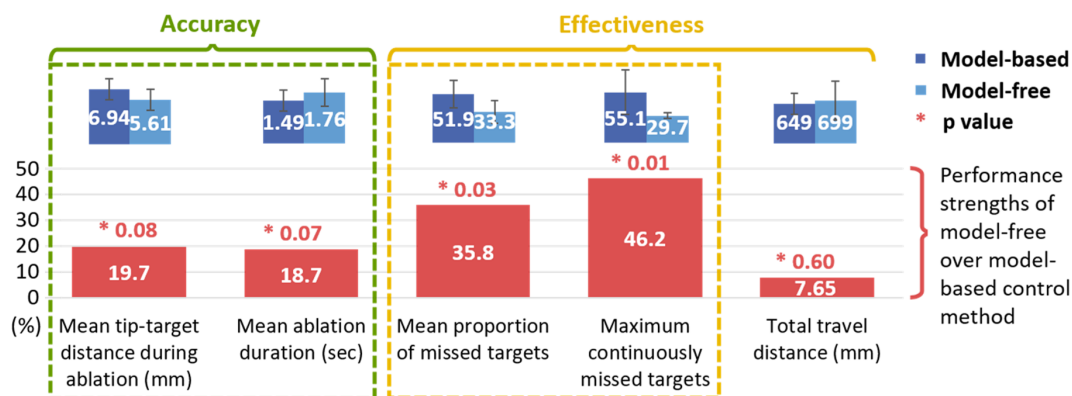 Accuracy
Effectiveness
Model-based
Model-free
* p value
6.94 5.61
1.49 1.76
51.9 33.3
55.1 29.7
649 699
50
40
30
20
10
0
(%)
* 0.08
19.7
* 0.07
18.7
* 0.03
35.8
* 0.01
46.2
* 0.60
7.65
Performance
strengths of
model-free
over model-
based control
method
Mean tip-target
distance during
ablation (mm)
Mean ablation
duration (sec)
Mean proportion
of missed targets
Maximum
continuously
missed targets
Total travel
distance (mm)